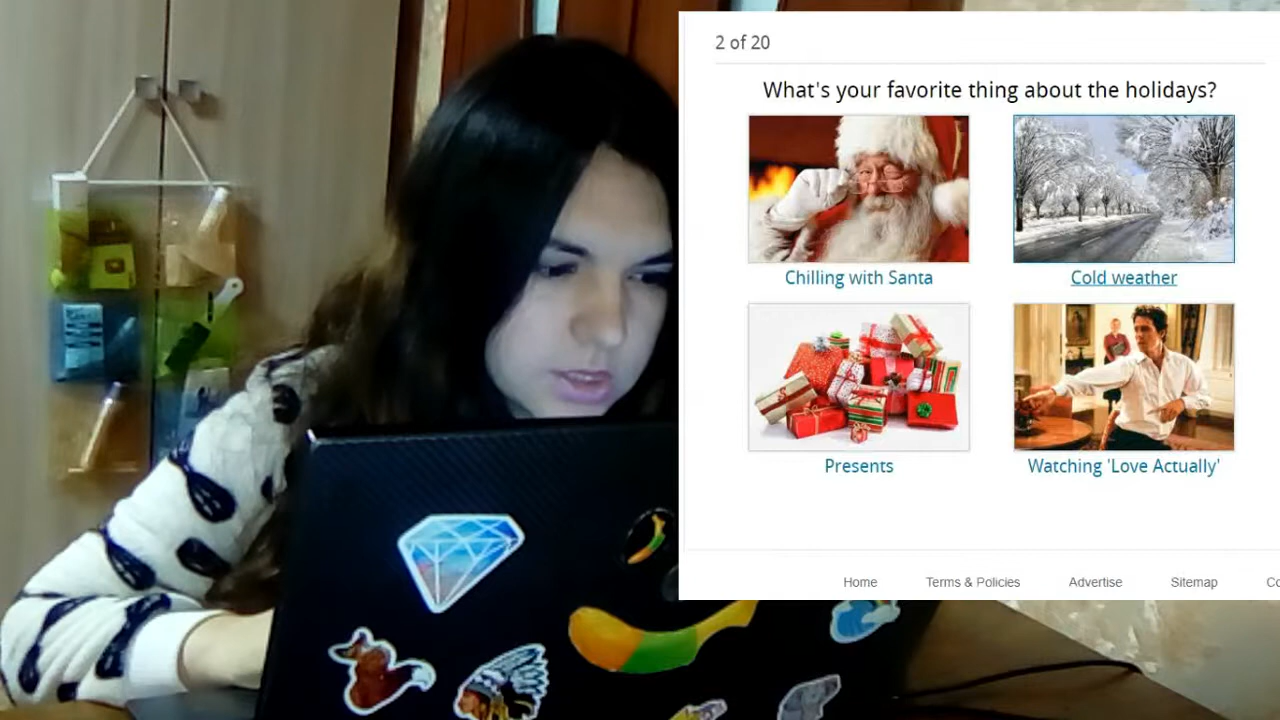 2 of 20
What's your favorite thing about the holidays?
Chilling with Santa
Cold weather
Presents
Watching 'Love Actually'
Home Terms & Policies Advertise Sitemap Co